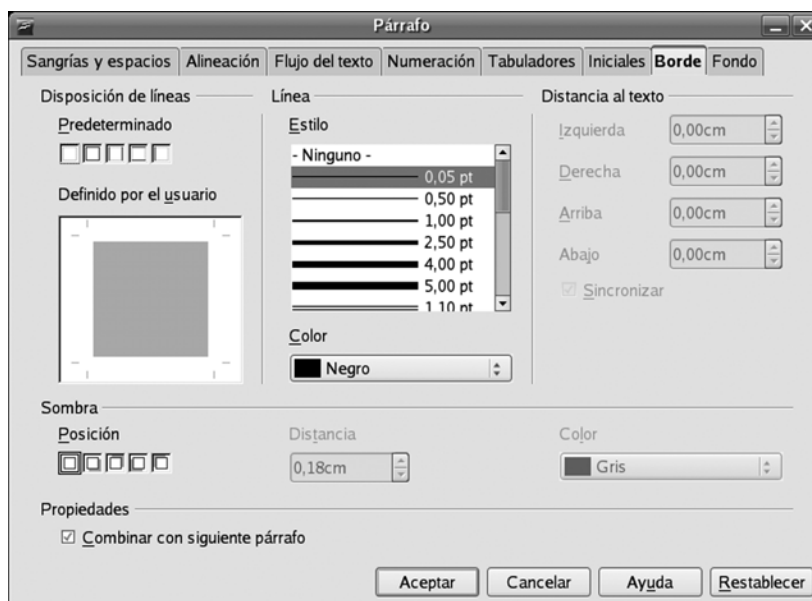 Párrafo
Sangrías y espacios Alineación Flujo del texto Numeración Tabuladores Iniciales Borde Fondo
Disposición de líneas Línea Distancia al texto
Predeterminado Estilo Izquierda 0,00cm
- Ninguno -
0,05 pt Derecha 0,00cm
Definido por el usuario 0,50 pt
1,00 pt Arriba 0,00cm
2,50 pt
4,00 pt Abajo 0,00cm
5,00 pt Sincronizar
1,10 pt
Color
Negro
Sombra
Posición Distancia Color
0,18cm Gris
Propiedades
Combinar con siguiente párrafo
Aceptar Cancelar Ayuda Restablecer